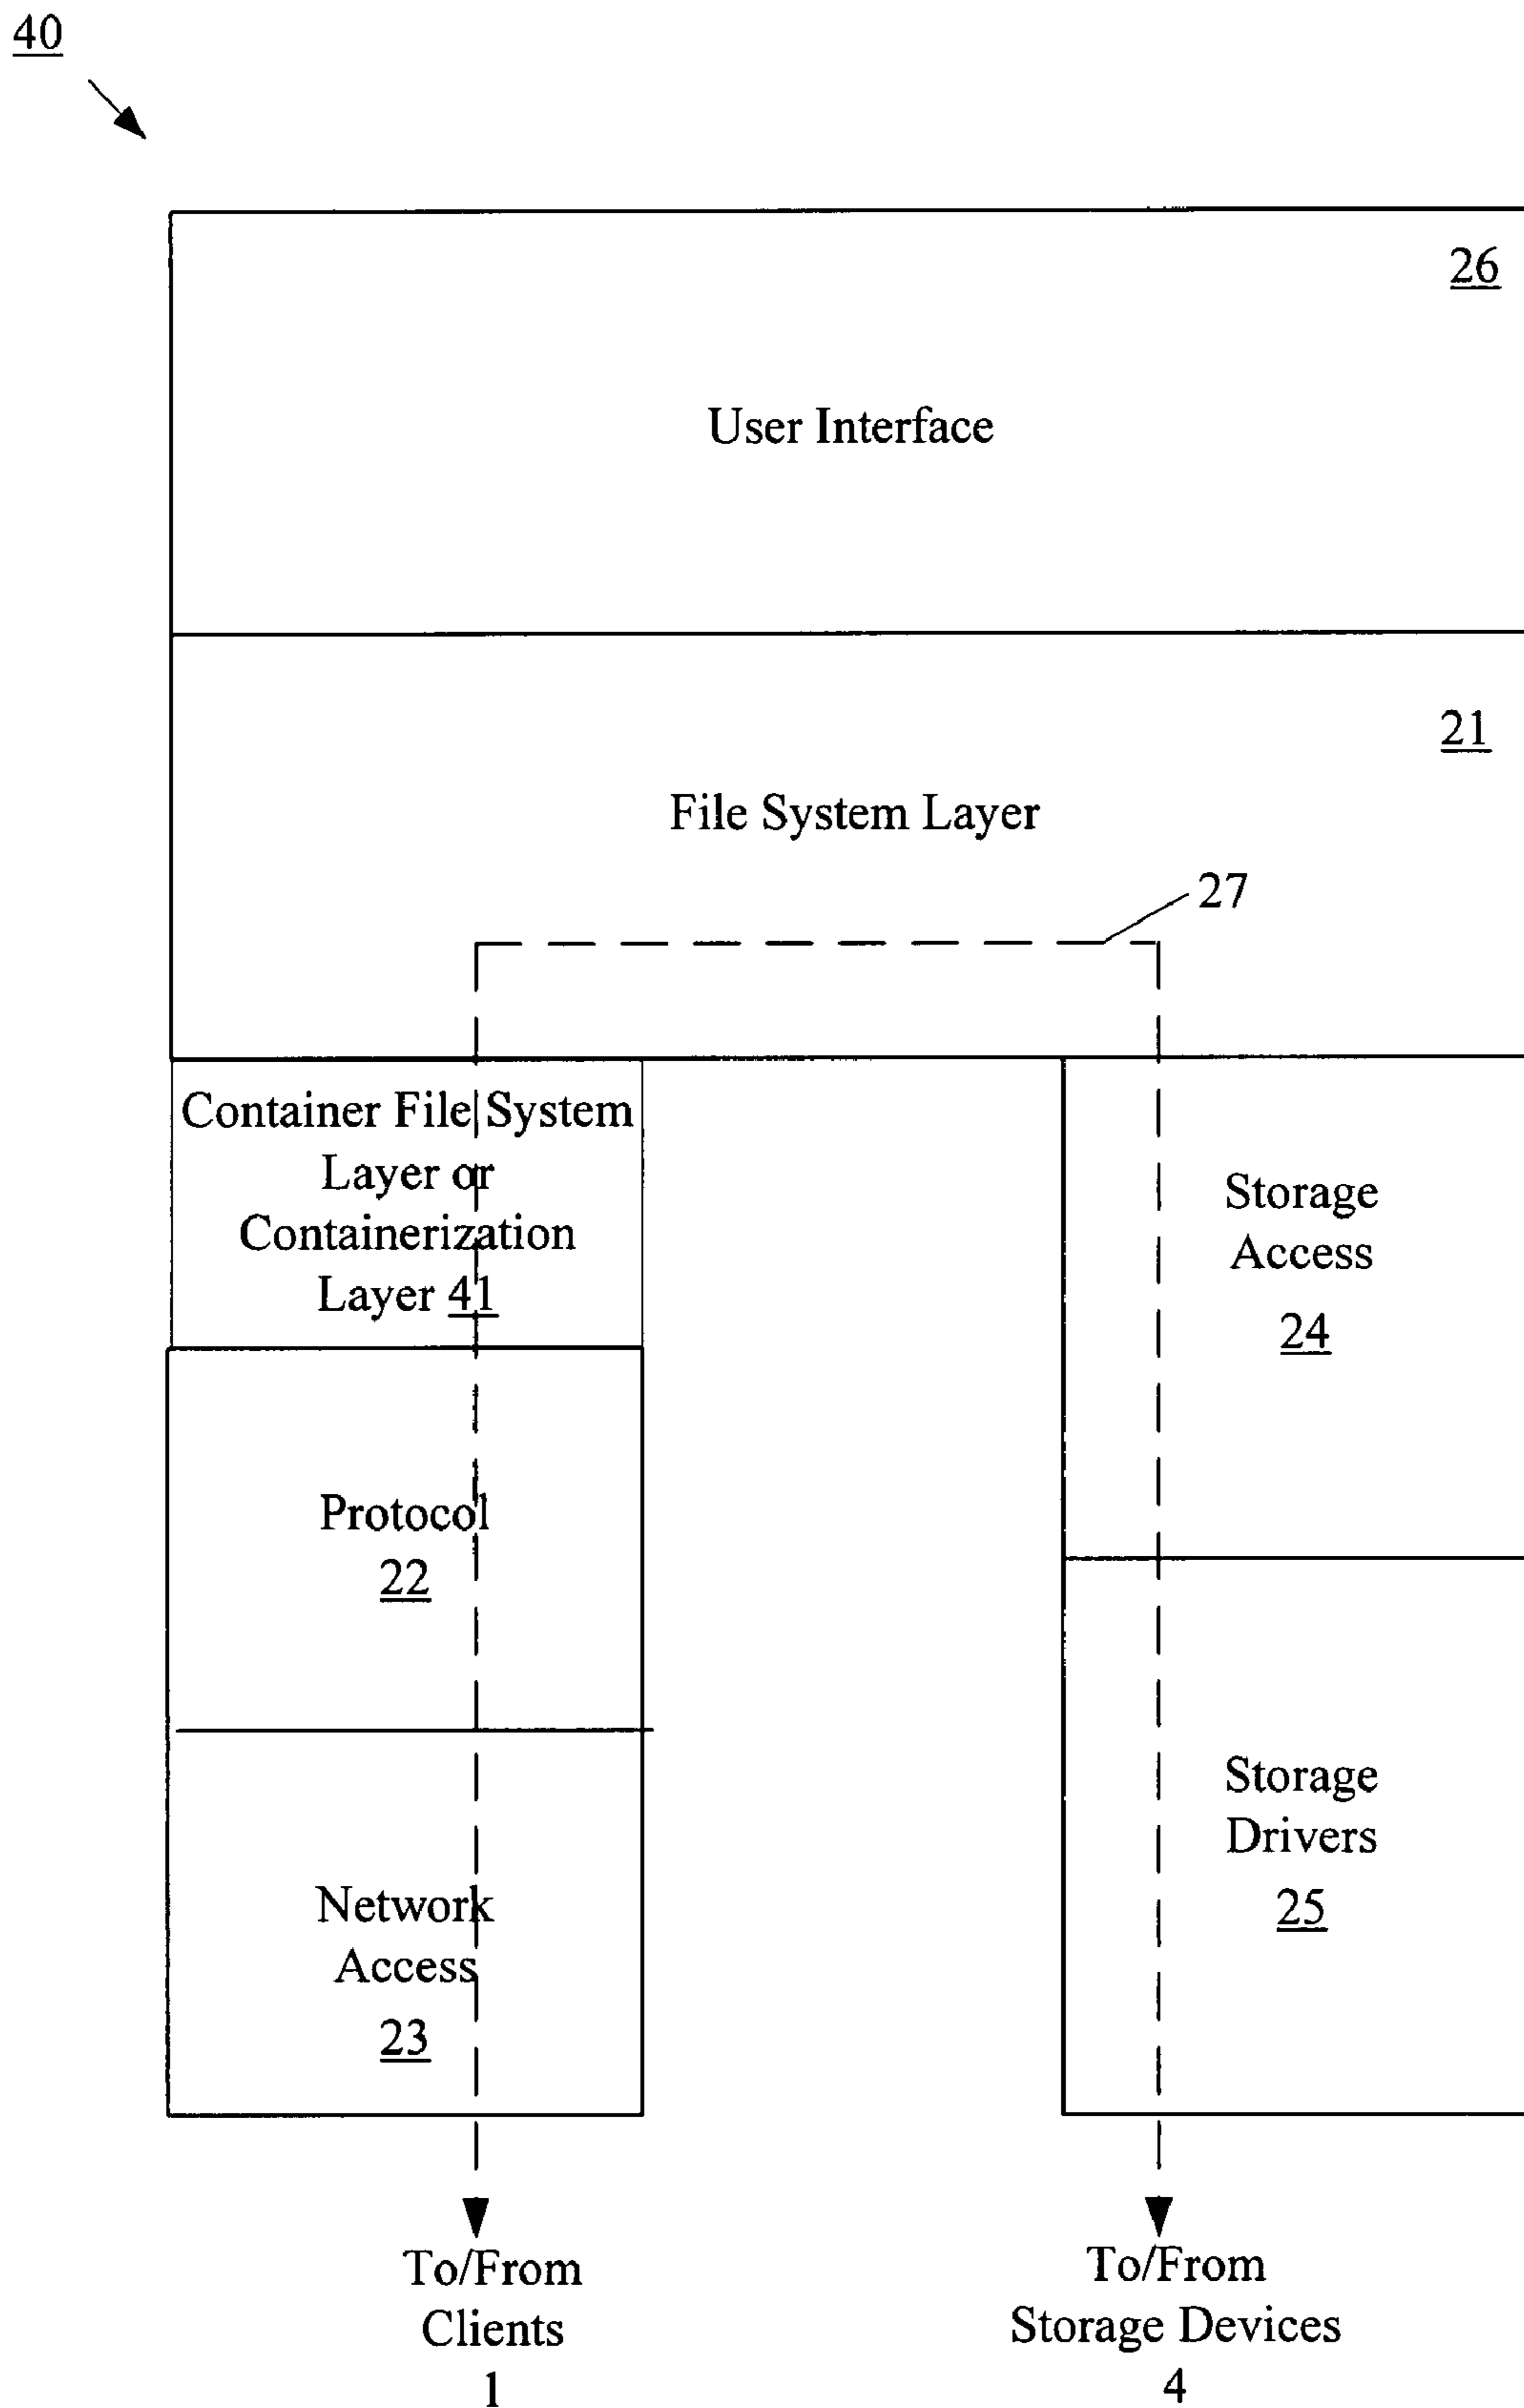 40
26
User Interface
21
File System Layer
27
Container File System
Layer or
Containerization
Layer 41
Storage
Access
24
Protocol
22
Storage
Drivers
25
Network
Access
23
To/From
Clients
1
To/From
Storage Devices
4